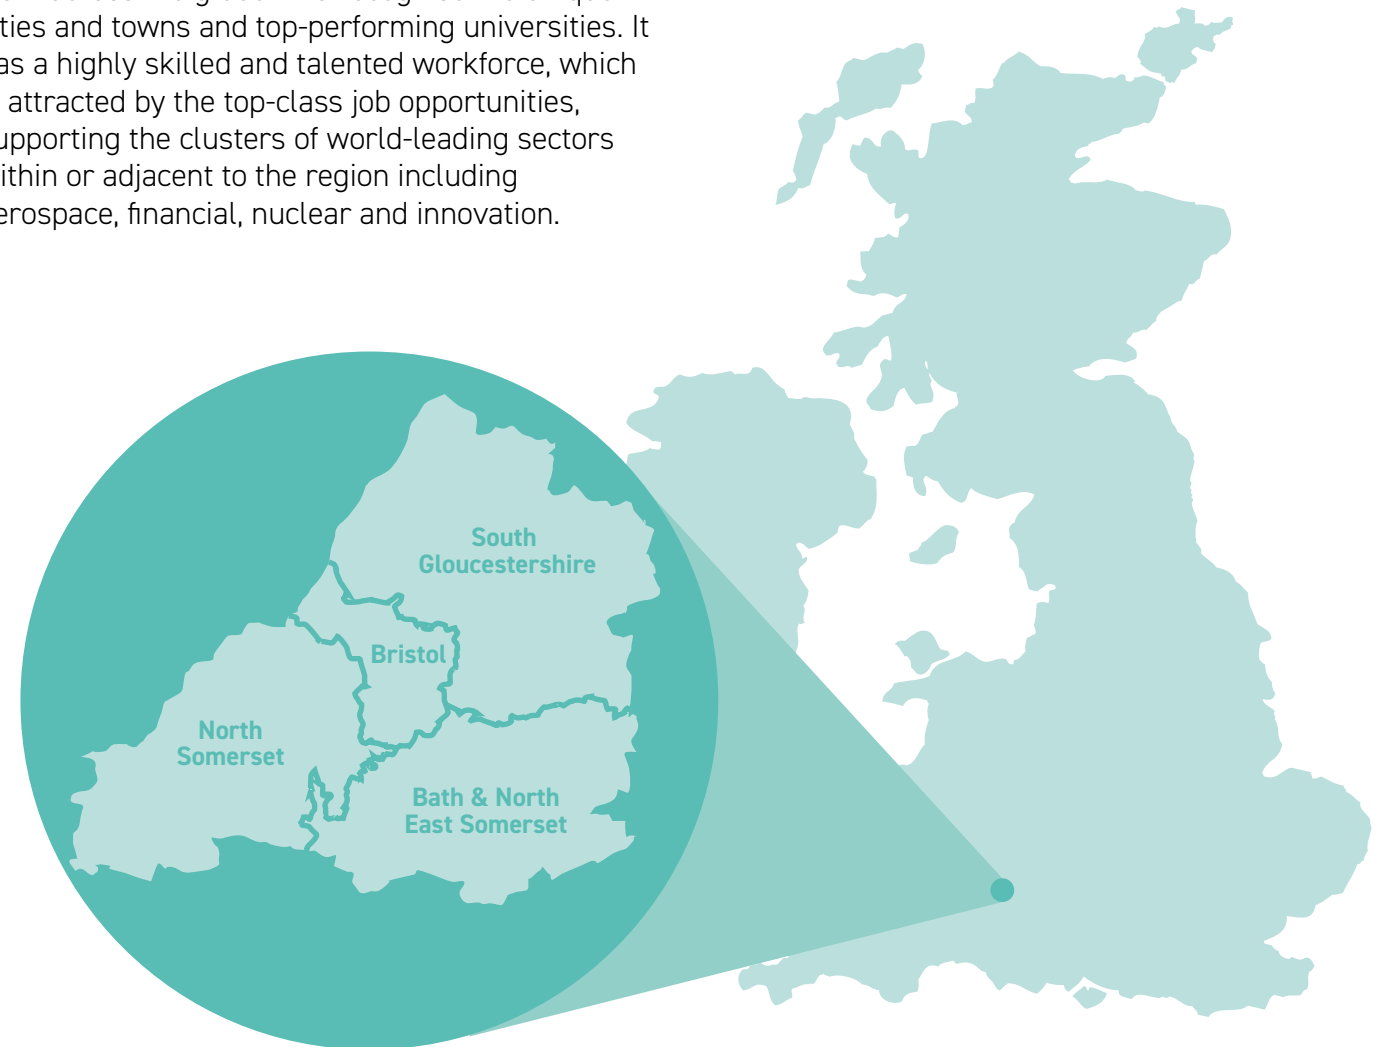 ties and towns and top-performing universities. It
as a highly skilled and talented workforce, which
attracted by the top-class job opportunities,
upporting the clusters of world-leading sectors
ithin or adjacent to the region including
erospace, financial, nuclear and innovation.
South
Gloucestershire
Bristol
North
Somerset
Bath & North
East Somerset